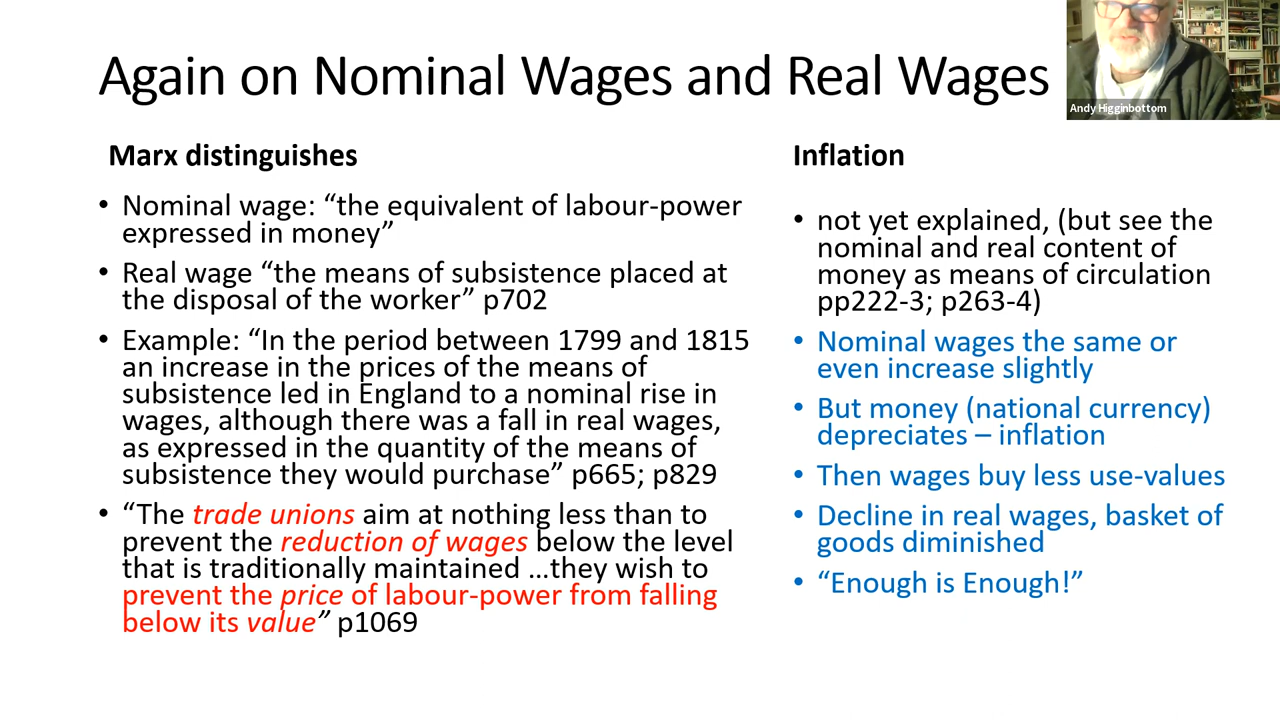 Again on Nominal Wages and Real Wages
Andy Higginbottom
Marx distinguishes
• Nominal wage: “the equivalent of labour-power
expressed in money”
• Real wage “the means of subsistence placed at
the disposal of the worker” p702
• Example: “In the period between 1799 and 1815
an increase in the prices of the means of
subsistence led in England to a nominal rise in
wages, although there was a fall in real wages,
as expressed in the quantity of the means of
subsistence they would purchase” p665; p829
• “The trade unions aim at nothing less than to
prevent the reduction of wages below the level
that is traditionally maintained …they wish to
prevent the price of labour-power from falling
below its value” p1069
Inflation
• not yet explained, (but see the
nominal and real content of
money as means of circulation
pp222-3; p263-4)
• Nominal wages the same or
even increase slightly
• But money (national currency)
depreciates – inflation
• Then wages buy less use-values
• Decline in real wages, basket of
goods diminished
• “Enough is Enough!”